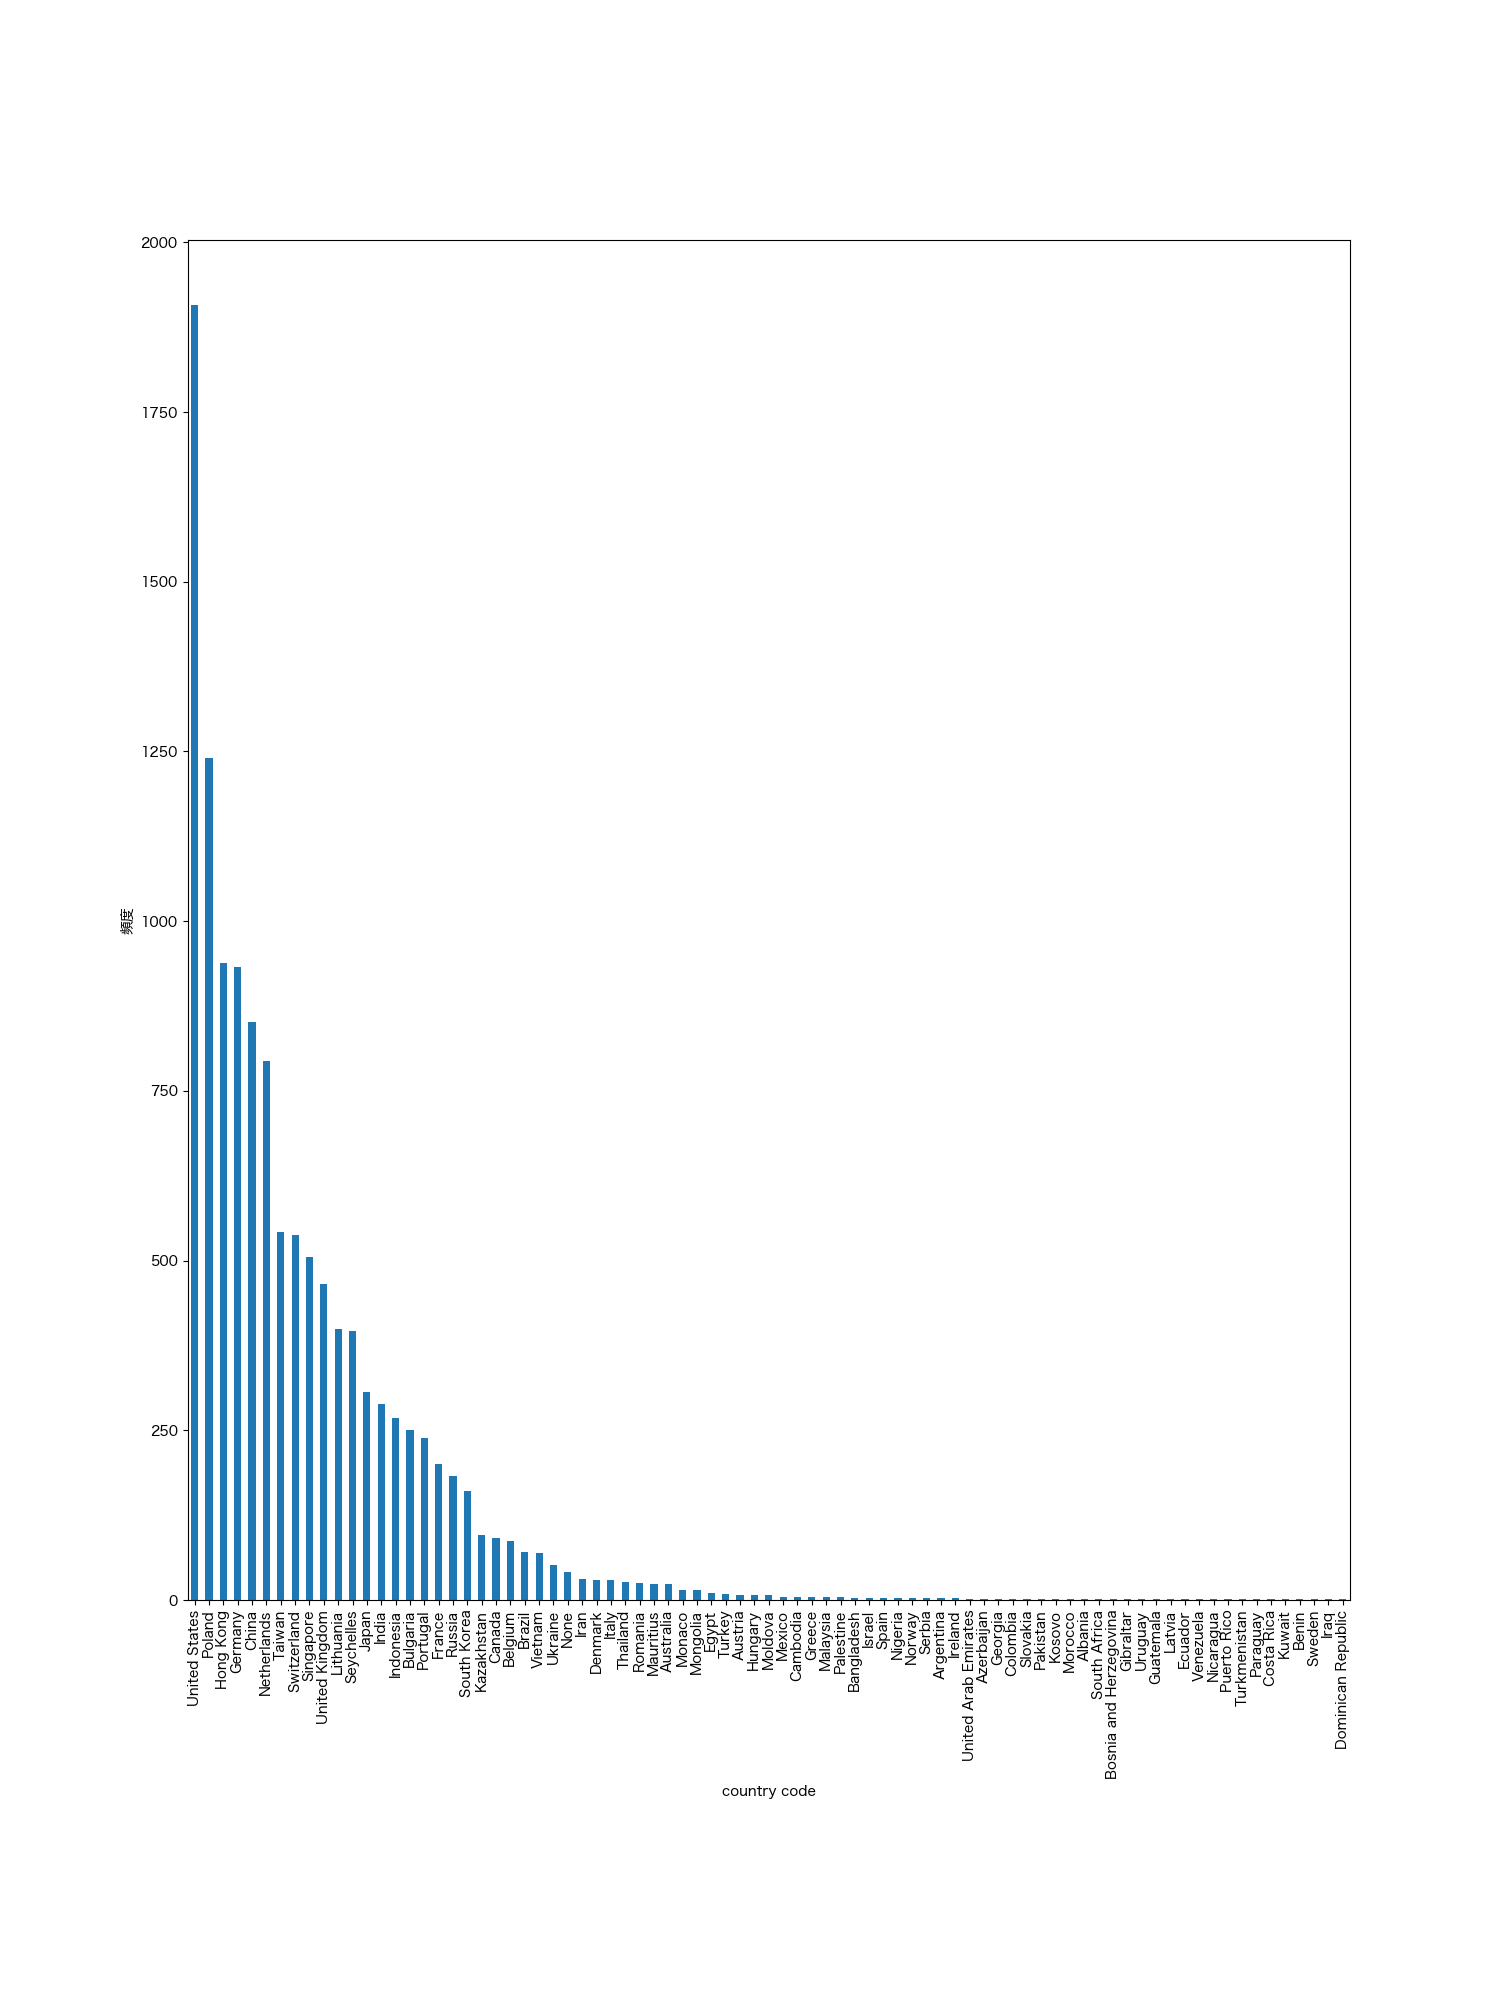 2000
1750
1500
1250
1000
750
500
250
0
頻度
United States
Poland
Hong Kong
Germany
China
Netherlands
Taiwan
Switzerland
Singapore
United Kingdom
Lithuania
Seychelles
Japan
India
Indonesia
Bulgaria
Portugal
France
Russia
South Korea
Kazakhstan
Canada
Belgium
Brazil
Vietnam
Ukraine
None
Iran
Denmark
Italy
Thailand
Romania
Mauritius
Australia
Monaco
Mongolia
Egypt
Turkey
Austria
Hungary
Moldova
Mexico
Cambodia
Greece
Malaysia
Palestine
Bangladesh
Israel
Spain
Nigeria
Norway
Serbia
Argentina
Ireland
United Arab Emirates
Azerbaijan
Georgia
Colombia
Slovakia
Pakistan
Kosovo
Morocco
Albania
South Africa
Bosnia and Herzegovina
Gibraltar
Uruguay
Guatemala
Latvia
Ecuador
Venezuela
Nicaragua
Puerto Rico
Turkmenistan
Paraguay
Costa Rica
Kuwait
Benin
Sweden
Iraq
Dominican Republic
country code